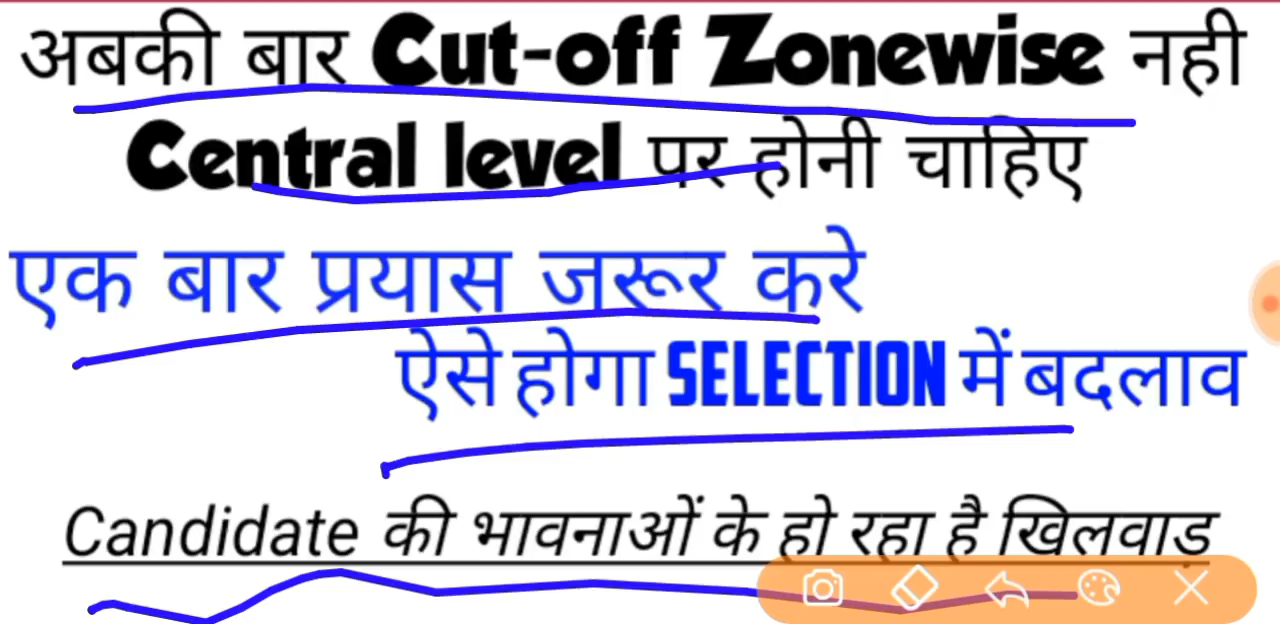 अबकी बार Cut-off Zonewise नही
Central level पर होनी चाहिए
एक बार प्रयास जरूर करे
ऐसे होगा SELECTION में बदलाव
Candidate की भावनाओं के हो रहा है खिलवाड़